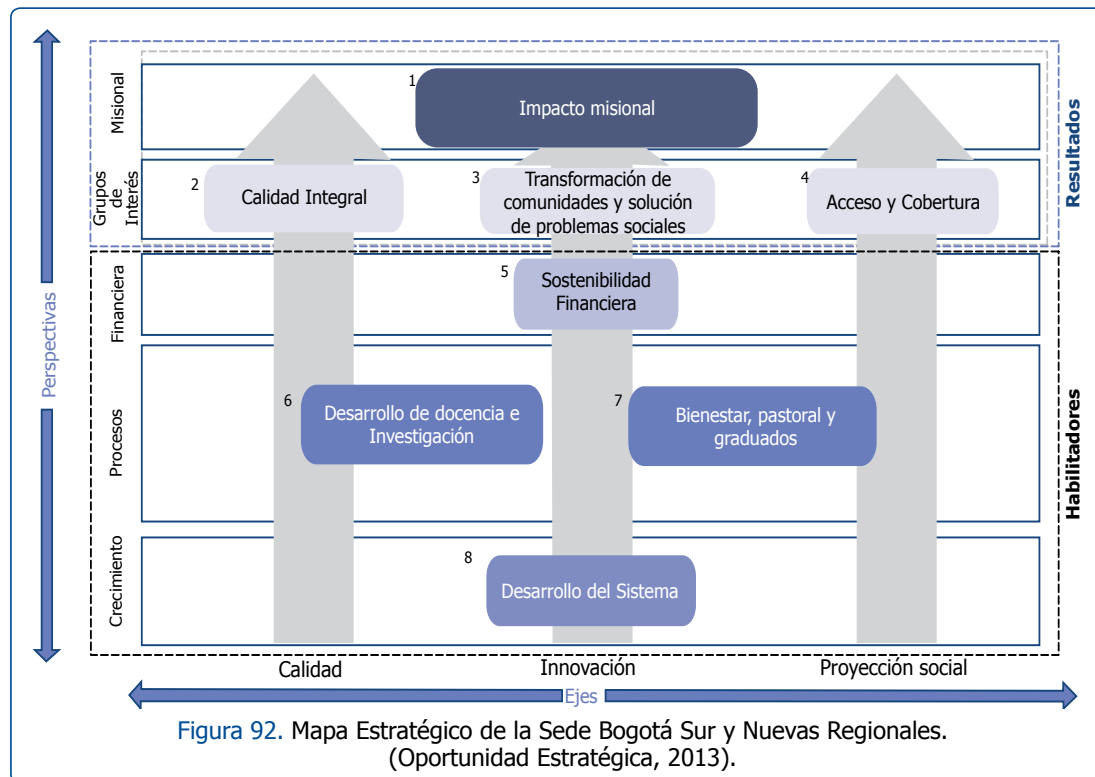 Perspectivas
Misional
1
Impacto misional
Grupos
de
Interés
2
Calidad Integral
3
Transformación de
comunidades y solución
de problemas sociales
4
Acceso y Cobertura
Resultados
Financiera
5
Sostenibilidad
Financiera
Procesos
6
Desarrollo de docencia e
Investigación
7
Bienestar, pastoral y
graduados
Habilitadores
Crecimiento
8
Desarrollo del Sistema
Calidad
Innovación
Proyección social
Ejes
Figura 92. Mapa Estratégico de la Sede Bogotá Sur y Nuevas Regionales.
(Oportunidad Estratégica, 2013).